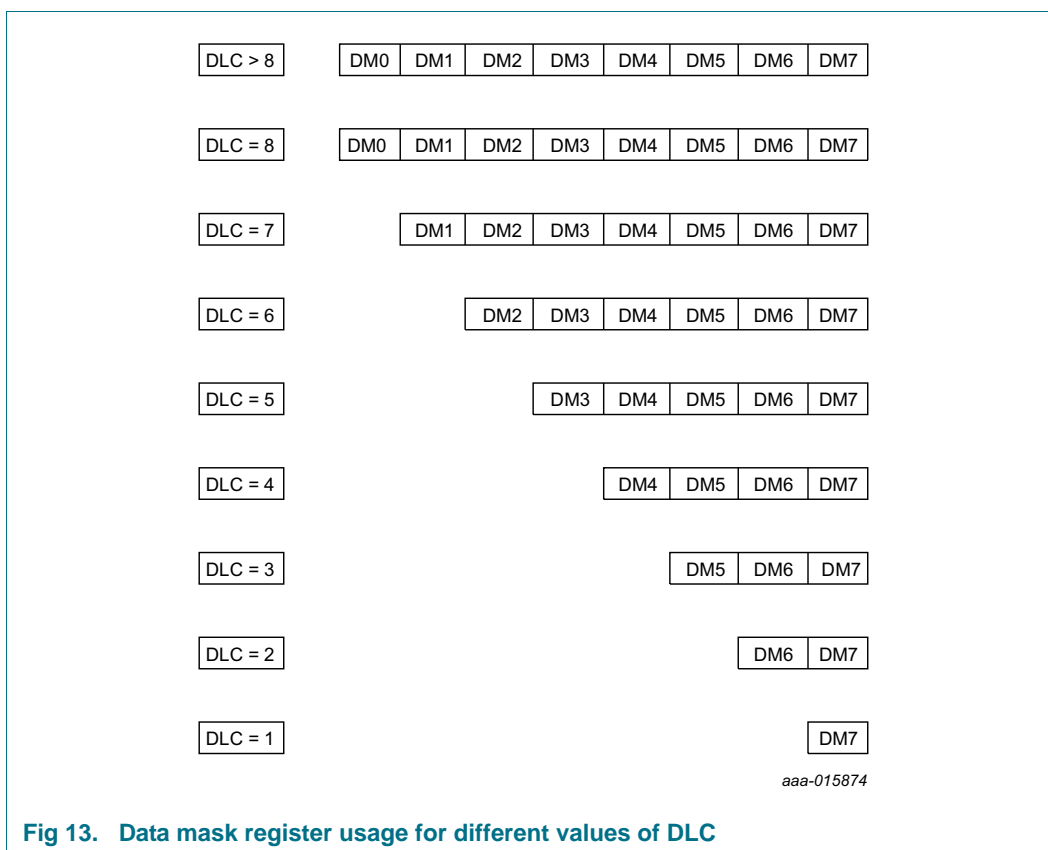 DLC > 8 DM0 DM1 DM2 DM3 DM4 DM5 DM6 DM7
DLC = 8 DM0 DM1 DM2 DM3 DM4 DM5 DM6 DM7
DLC = 7 DM1 DM2 DM3 DM4 DM5 DM6 DM7
DLC = 6 DM2 DM3 DM4 DM5 DM6 DM7
DLC = 5 DM3 DM4 DM5 DM6 DM7
DLC = 4 DM4 DM5 DM6 DM7
DLC = 3 DM5 DM6 DM7
DLC = 2 DM6 DM7
DLC = 1 DM7
aaa-015874
Fig 13. Data mask register usage for different values of DLC